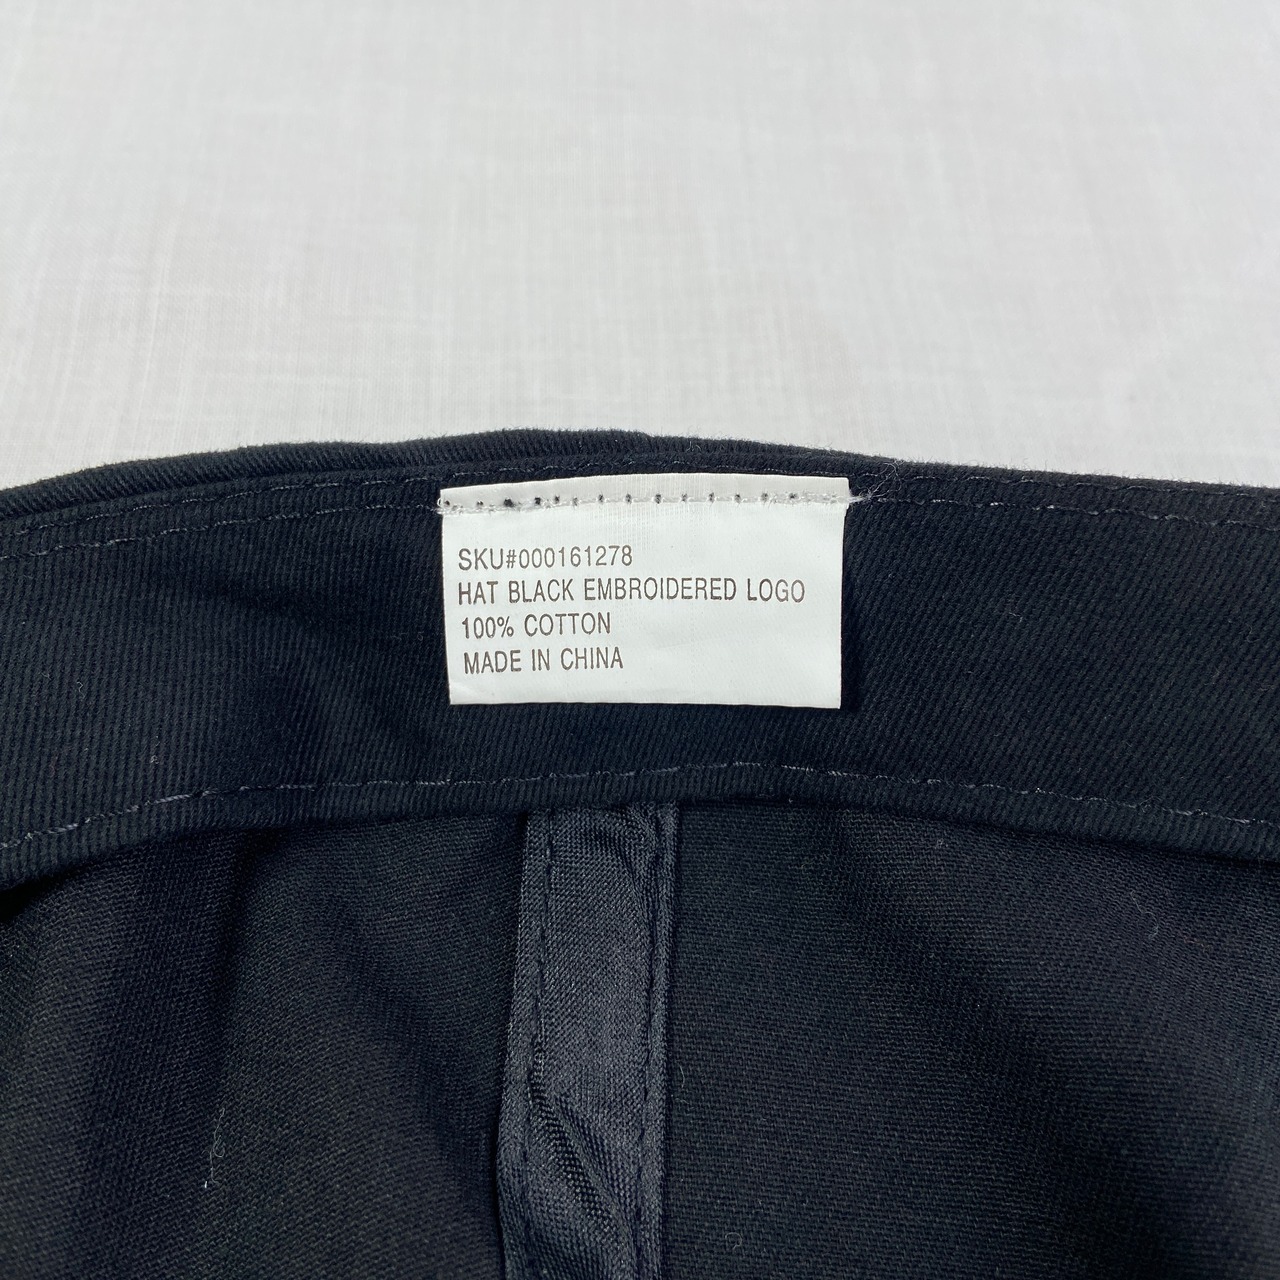 SKU#000161278
HAT BLACK EMBROIDERED LOGO
100% COTTON
MADE IN CHINA